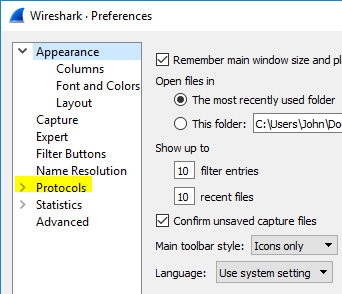 Wireshark · Preferences
Appearance
Columns
Font and Colors
Layout
Capture
Expert
Filter Buttons
Name Resolution
Protocols
Statistics
Advanced
Remember main window size and pl
Open files in
The most recently used folder
This folder: C:\Users\John\Do
Show up to
10 filter entries
10 recent files
Confirm unsaved capture files
Main toolbar style: Icons only
Language: Use system setting